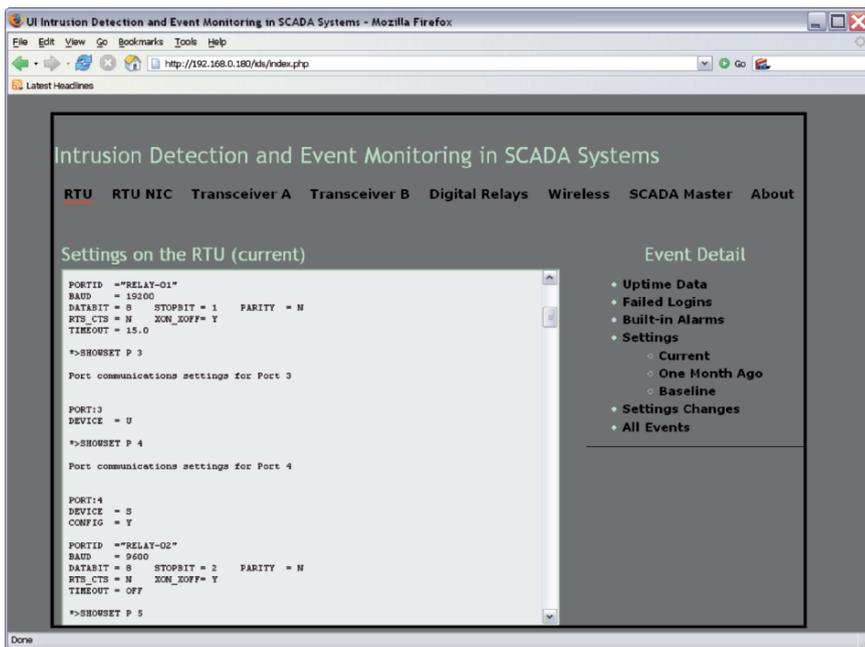 UI Intrusion Detection and Event Monitoring in SCADA Systems - Mozilla Firefox
File Edit View Go Bookmarks Tools Help
http://192.168.0.180/ids/index.php
Go
Latest Headlines
Intrusion Detection and Event Monitoring in SCADA Systems
RTU RTU NIC Transceiver A Transceiver B Digital Relays Wireless SCADA Master About
Settings on the RTU (current)
PORTID ="RELAY-01"
BAUD = 19200
DATABIT = 8 STOPBIT = 1 PARITY = N
RTS_CTS = N XON_XOFF= Y
TIMEOUT = 15.0
*>SHOWSET P 3
Port communications settings for Port 3
PORT:3
DEVICE = U
*>SHOWSET P 4
Port communications settings for Port 4
PORT:4
DEVICE = S
CONFIG = Y
PORTID ="RELAY-02"
BAUD = 9600
DATABIT = 8 STOPBIT = 2 PARITY = N
RTS_CTS = N XON_XOFF= Y
TIMEOUT = OFF
*>SHOWSET P 5
Event Detail
Uptime Data
Failed Logins
Built-in Alarms
Settings
Current
One Month Ago
Baseline
Settings Changes
All Events
Done